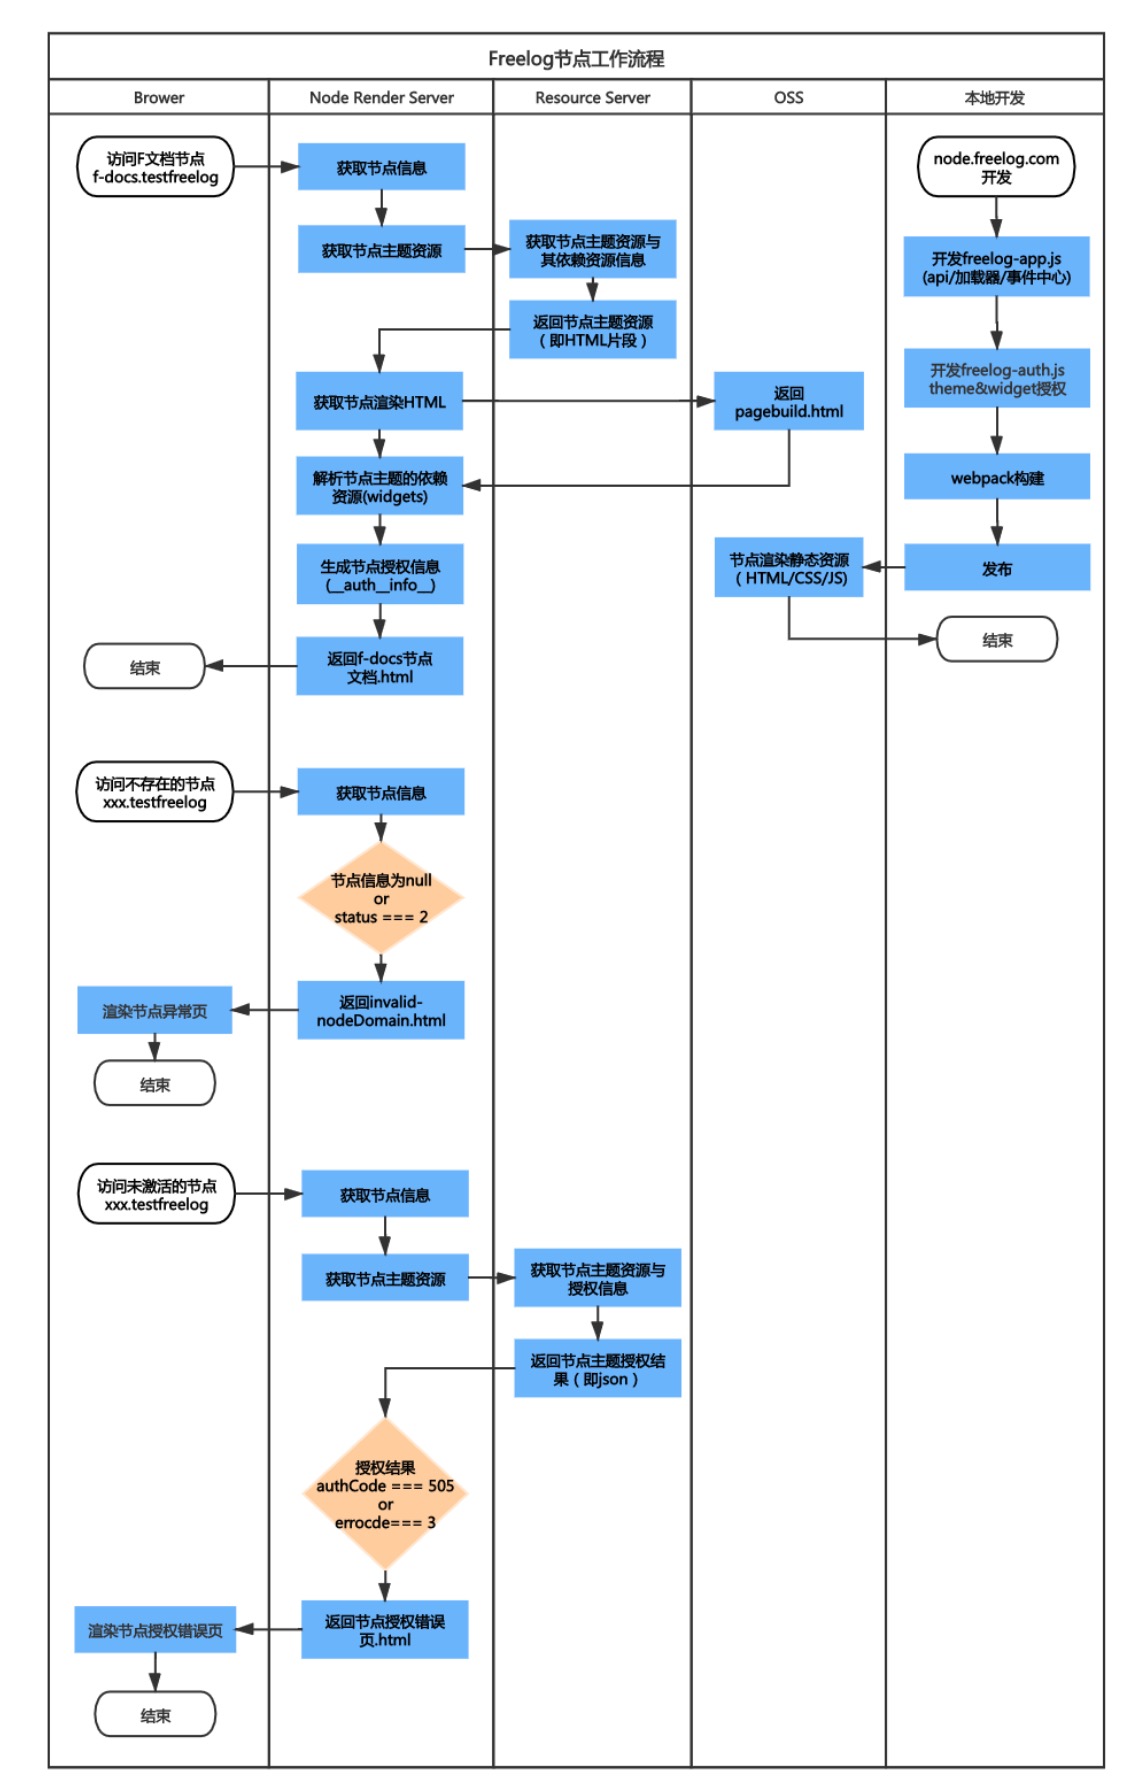 Freelog节点工作流程
Brower
Node Render Server
Resource Server
OSS
本地开发
访问F文档节点
f-docs.testfreelog
获取节点信息
获取节点主题资源
获取节点主题资源与
其依赖资源信息
返回节点主题资源
（即HTML片段）
获取节点渲染HTML
返回
pagebuild.html
解析节点主题的依赖
资源(widgets)
生成节点授权信息
(__auth__info__)
返回f-docs节点
文档.html
结束
node.freelog.com
开发
开发freelog-app.js
(api/加载器/事件中心)
开发freelog-auth.js
theme&widget授权
webpack构建
发布
节点渲染静态资源
（HTML/CSS/JS)
结束
访问不存在的节点
xxx.testfreelog
获取节点信息
节点信息为null
or
status === 2
返回invalid-
nodeDomain.html
渲染节点异常页
结束
访问未激活的节点
xxx.testfreelog
获取节点信息
获取节点主题资源
获取节点主题资源与
授权信息
返回节点主题授权结
果（即json）
授权结果
authCode === 505
or
errocde=== 3
返回节点授权错误
页.html
渲染节点授权错误页
结束